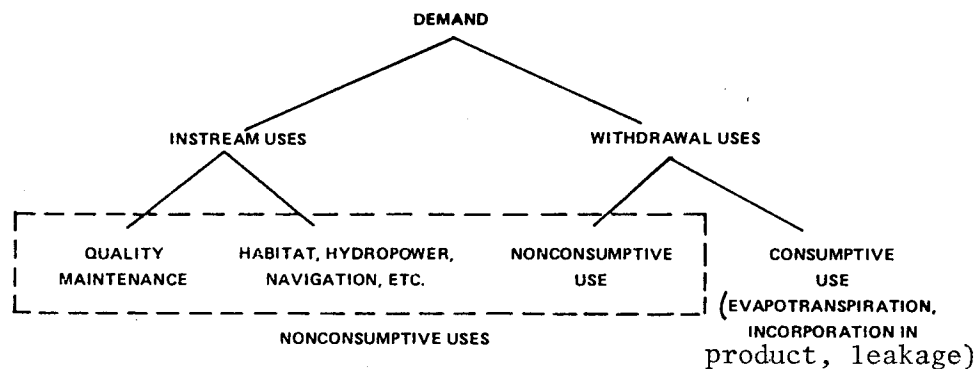 DEMAND
INSTREAM USES
WITHDRAWAL USES
QUALITY
MAINTENANCE
HABITAT, HYDROPOWER,
NAVIGATION, ETC.
NONCONSUMPTIVE
USE
CONSUMPTIVE
USE
(EVAPOTRANSPIRATION,
INCORPORATION IN
product, leakage)
NONCONSUMPTIVE USES